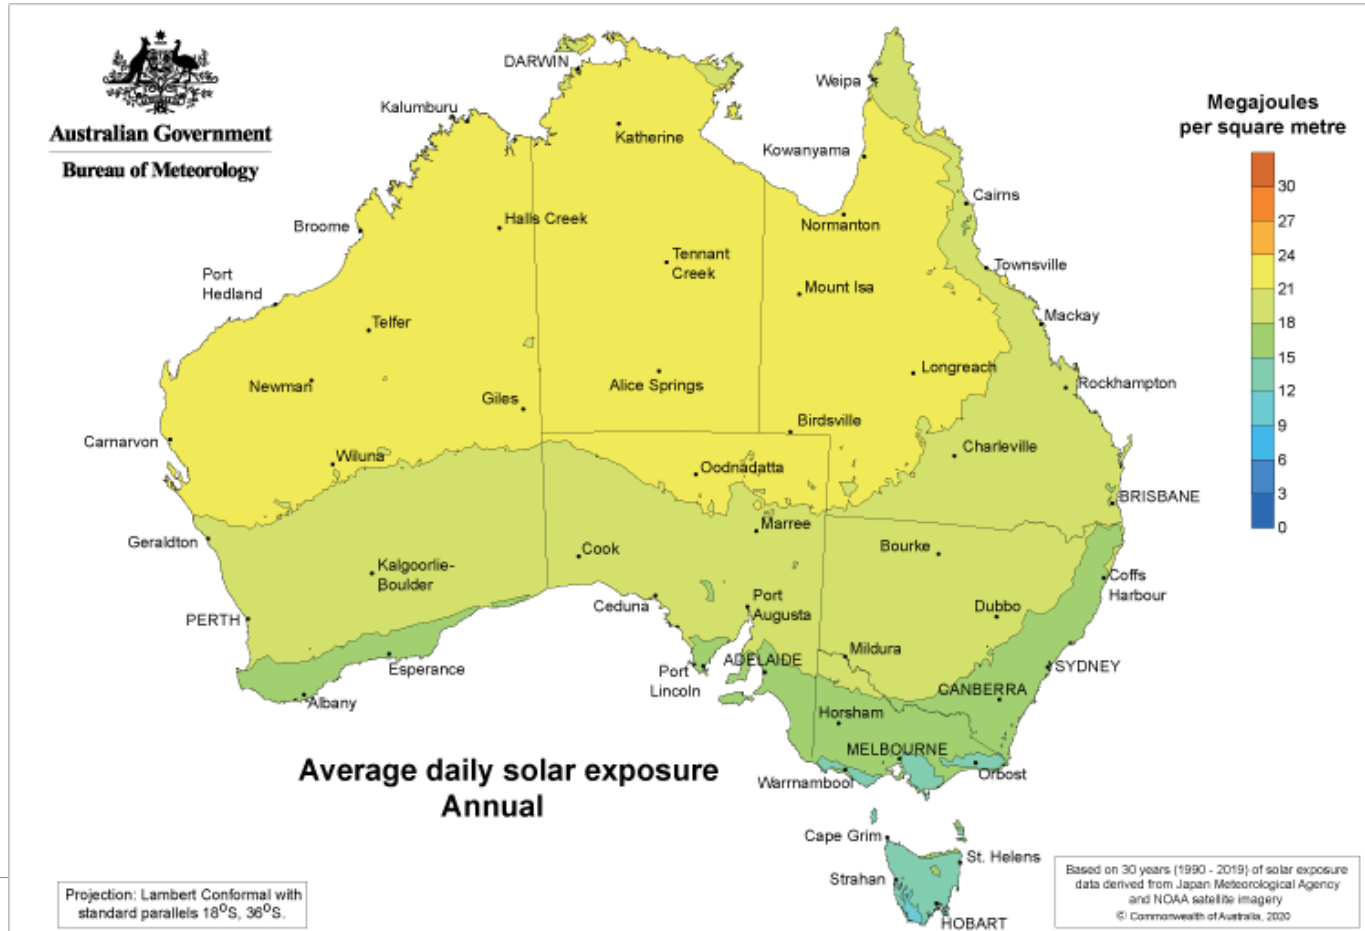 Australian Government
Bureau of Meteorology
DARWIN
Weipa
Kalumburu
Katherine
Kowanyama
Cairns
Broome
Halls Creek
Normanton
Tennant
Creek
Townsville
Port
Hedland
Mount Isa
Telfer
Mackay
Newman
Alice Springs
Longreach
Rockhampton
Giles
Birdsville
Carnarvon
Charleville
Wiluna
Oodnadatta
BRISBANE
Marree
Geraldton
Cook
Bourke
Kalgoorlie-
Boulder
Coffs
Harbour
Ceduna
Port
Augusta
Dubbo
PERTH
Mildura
Esperance
ADELAIDE
SYDNEY
Port
Lincoln
CANBERRA
Albany
Horsham
MELBOURNE
Warrnambool
Orbost
Cape Grim
St. Helens
Strahan
HOBART
Megajoules
per square metre
30
27
24
21
18
15
12
9
6
3
0
Average daily solar exposure
Annual
Projection: Lambert Conformal with
standard parallels 18°S, 36°S.
Based on 30 years (1990 - 2019) of solar exposure
data derived from Japan Meteorological Agency
and NOAA satellite imagery
© Commonwealth of Australia, 2020